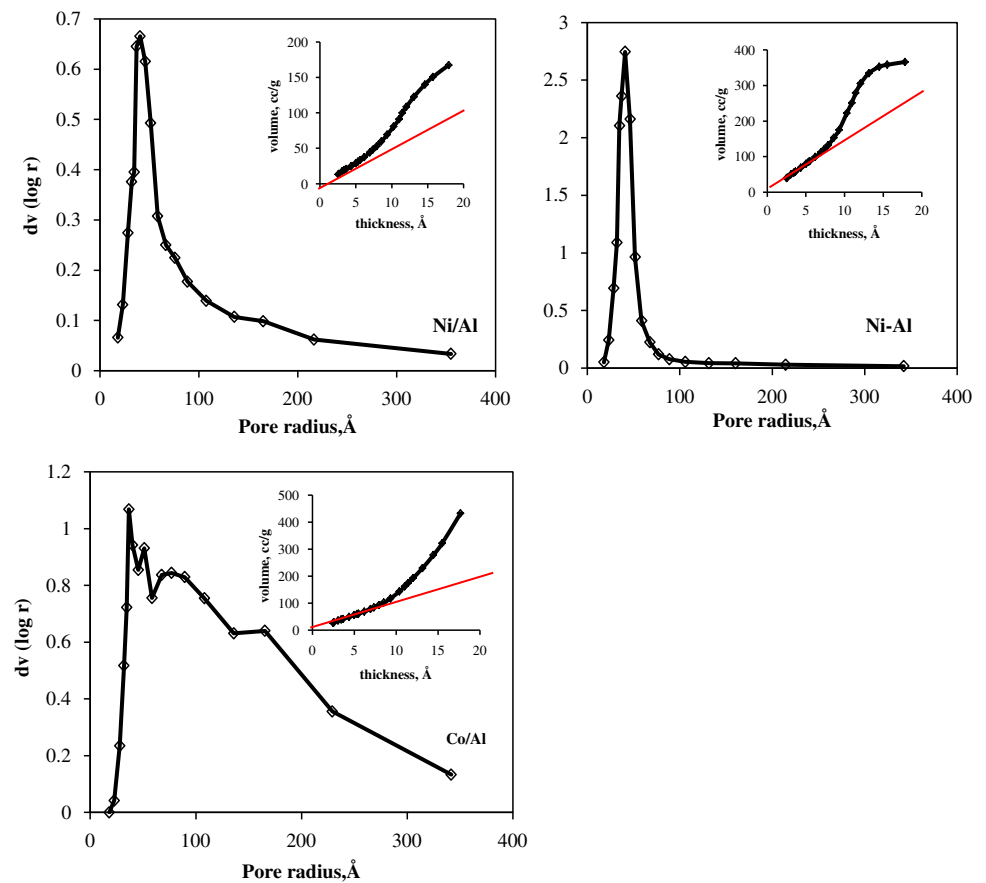 0.7
0.6
0.5
0.4
0.3
0.2
0.1
0
dv (log r)
0 100 200 300 400
Pore radius,Å
Ni/Al
200
150
100
50
0
volume, cc/g
0 5 10 15 20
thickness, Å
3
2.5
2
1.5
1
0.5
0
0 100 200 300 400
Pore radius,Å
Ni-Al
400
300
200
100
0
volume, cc/g
0 5 10 15 20
thickness, Å
1.2
1
0.8
0.6
0.4
0.2
0
dv (log r)
0 100 200 300 400
Pore radius,Å
Co/Al
500
400
300
200
100
0
volume, cc/g
0 5 10 15 20
thickness, Å